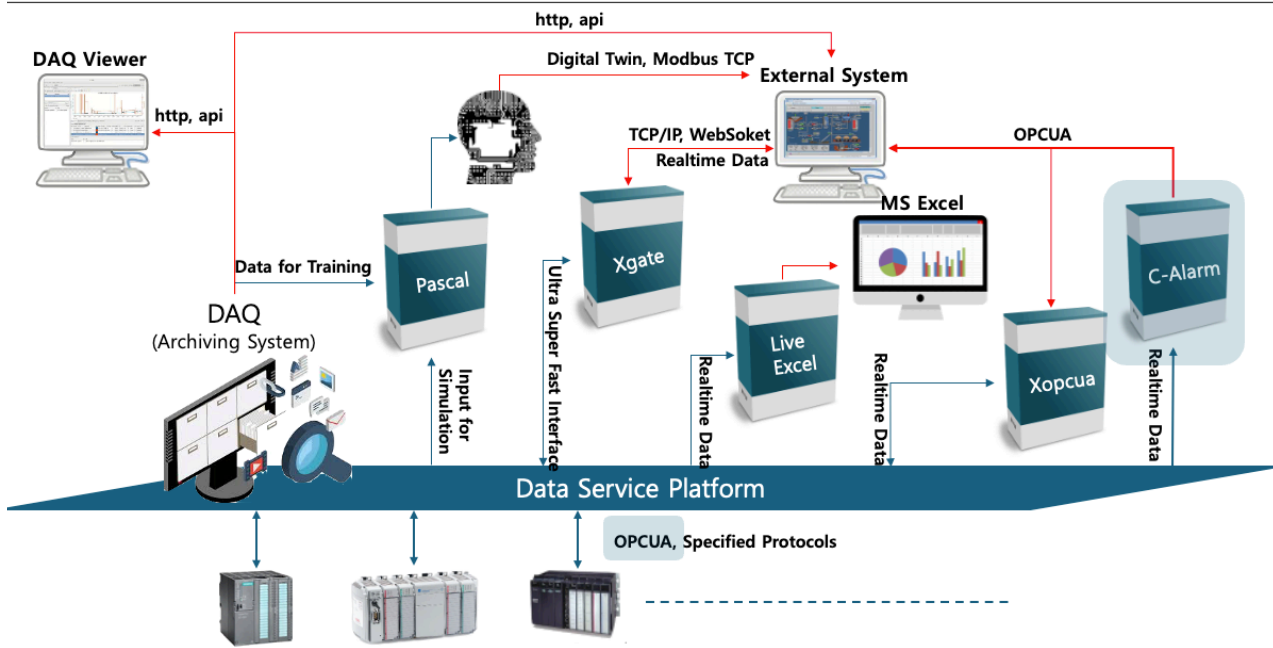 http, api
DAQ Viewer
Digital Twin, Modbus TCP
External System
http, api
TCP/IP, WebSoket
Realtime Data
OPCUA
MS Excel
Data for Training
Pascal
Xgate
C-Alarm
DAQ
(Archiving System)
Live
Excel
Xopcua
Input for
Simulation
Ultra Super Fast Interface
Realtime Data
Realtime Data
Realtime Data
Data Service Platform
OPCUA, Specified Protocols